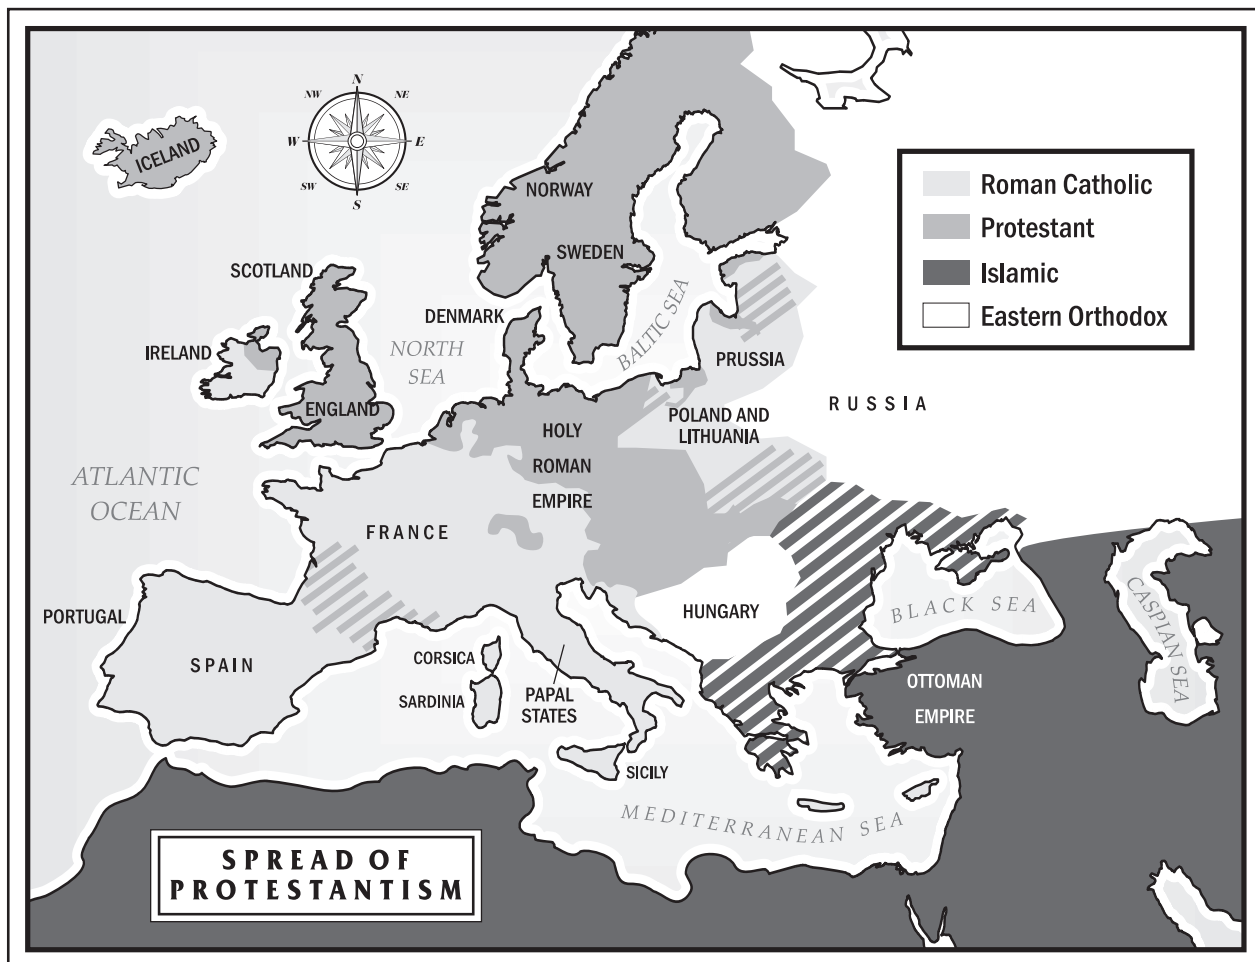 N
NW
NE
W
E
SW
SE
S
ICELAND
NORWAY
SWEDEN
SCOTLAND
DENMARK
IRELAND
NORTH
SEA
BALTIC SEA
PRUSSIA
ENGLAND
POLAND AND
LITHUANIA
RUSSIA
HOLY
ROMAN
EMPIRE
ATLANTIC
OCEAN
FRANCE
PORTUGAL
SPAIN
HUNGARY
BLACK SEA
CASPIAN SEA
CORSICA
SARDINIA
PAPAL
STATES
OTTOMAN
EMPIRE
SICILY
MEDITERRANEAN SEA
Roman Catholic
Protestant
Islamic
Eastern Orthodox
SPREAD OF
PROTESTANTISM